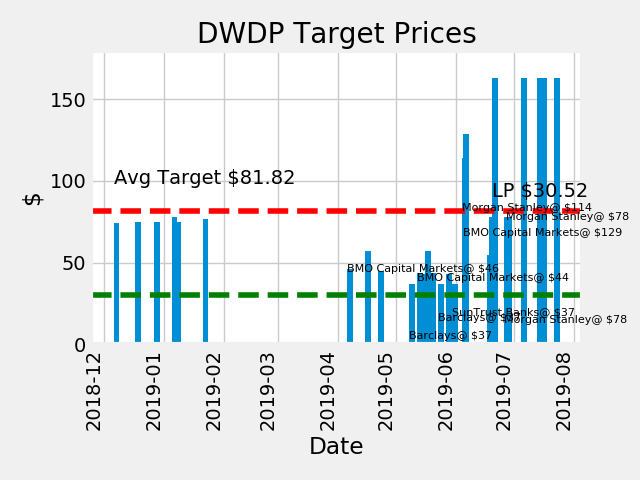 DWDP Target Prices
$
150
100
50
0
Avg Target $81.82
LP $30.52
Morgan Stanley@ $114
Morgan Stanley@ $78
BMO Capital Markets@ $129
BMO Capital Markets@ $46
BMO Capital Markets@ $44
SunTrust Banks@ $37
Barclays@
Morgan Stanley@ $78
Barclays@ $37
2018-12
2019-01
2019-02
2019-03
2019-04
2019-05
2019-06
2019-07
2019-08
Date